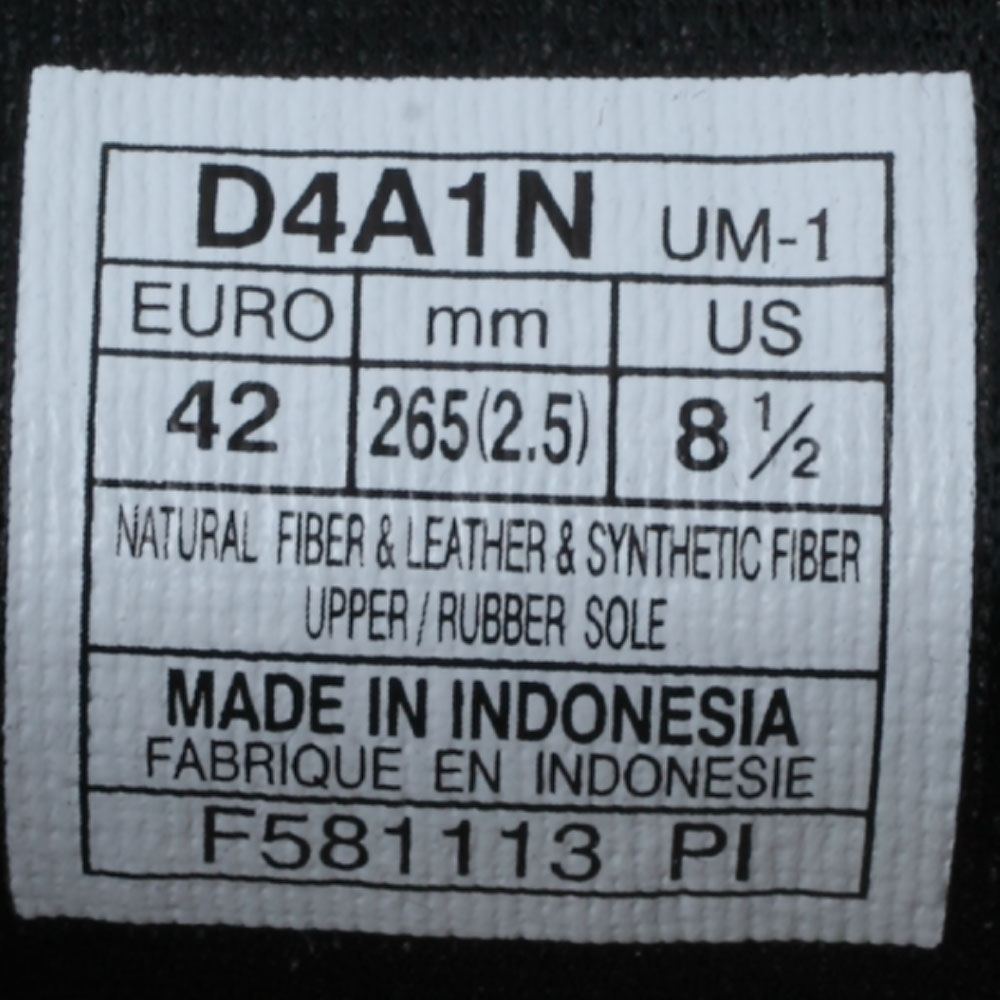 D4A1N UM-1
EURO mm US
42 265(2.5) 8 ½
NATURAL FIBER & LEATHER & SYNTHETIC FIBER
UPPER / RUBBER SOLE
MADE IN INDONESIA
FABRIQUE EN INDONESIE
F581113 PI